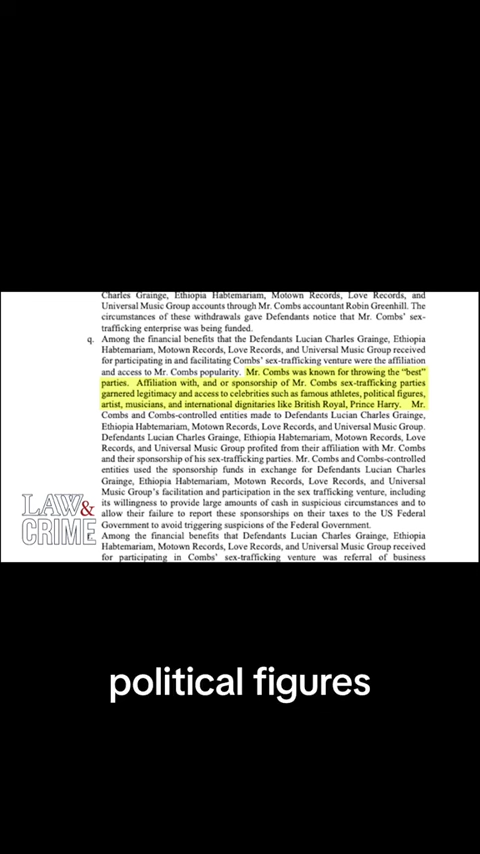 Charles Grainge, Ethiopia Habtemariam, Motown Records, Love Records, and
Universal Music Group accounts through Mr. Combs accountant Robin Greenhill. The
circumstances of these withdrawals gave Defendants notice that Mr. Combs' sex-
trafficking enterprise was being funded.
q. Among the financial benefits that the Defendants Lucian Charles Grainge, Ethiopia
Habtemariam, Motown Records, Love Records, and Universal Music Group received
for participating in and facilitating Combs' sex-trafficking venture were the affiliation
and access to Mr. Combs popularity. Mr. Combs was known for throwing the "best"
parties. Affiliation with, and or sponsorship of Mr. Combs sex-trafficking parties
garnered legitimacy and access to celebrities such as famous athletes, political figures,
artist, musicians, and international dignitaries like British Royal, Prince Harry. Mr.
Combs and Combs-controlled entities made to Defendants Lucian Charles Grainge,
Ethiopia Habtemariam, Motown Records, Love Records, and Universal Music Group.
Defendants Lucian Charles Grainge, Ethiopia Habtemariam, Motown Records, Love
Records, and Universal Music Group profited from their affiliation with Mr. Combs
and their sponsorship of his sex-trafficking parties. Mr. Combs and Combs-controlled
entities used the sponsorship funds in exchange for Defendants Lucian Charles
Grainge, Ethiopia Habtemariam, Motown Records, Love Records, and Universal
Music Group's facilitation and participation in the sex trafficking venture, including
its willingness to provide large amounts of cash in suspicious circumstances and to
allow their failure to report these sponsorships on their taxes to the US Federal
Government to avoid triggering suspicions of the Federal Government.
Among the financial benefits that Defendants Lucian Charles Grainge, Ethiopia
Habtemariam, Motown Records, Love Records, and Universal Music Group received
for participating in Combs' sex-trafficking venture was referral of business
LAW&
CRIME
political figures